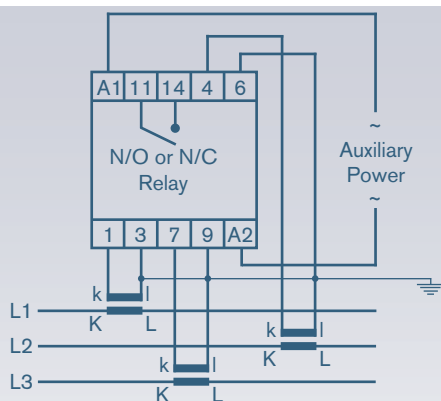 A1 11 14 4 6
~
N/O or N/C
Relay
Auxiliary
Power
~
1 3 7 9 A2
k l
L1
K L
k l
L2
K L
k l
L3
K L